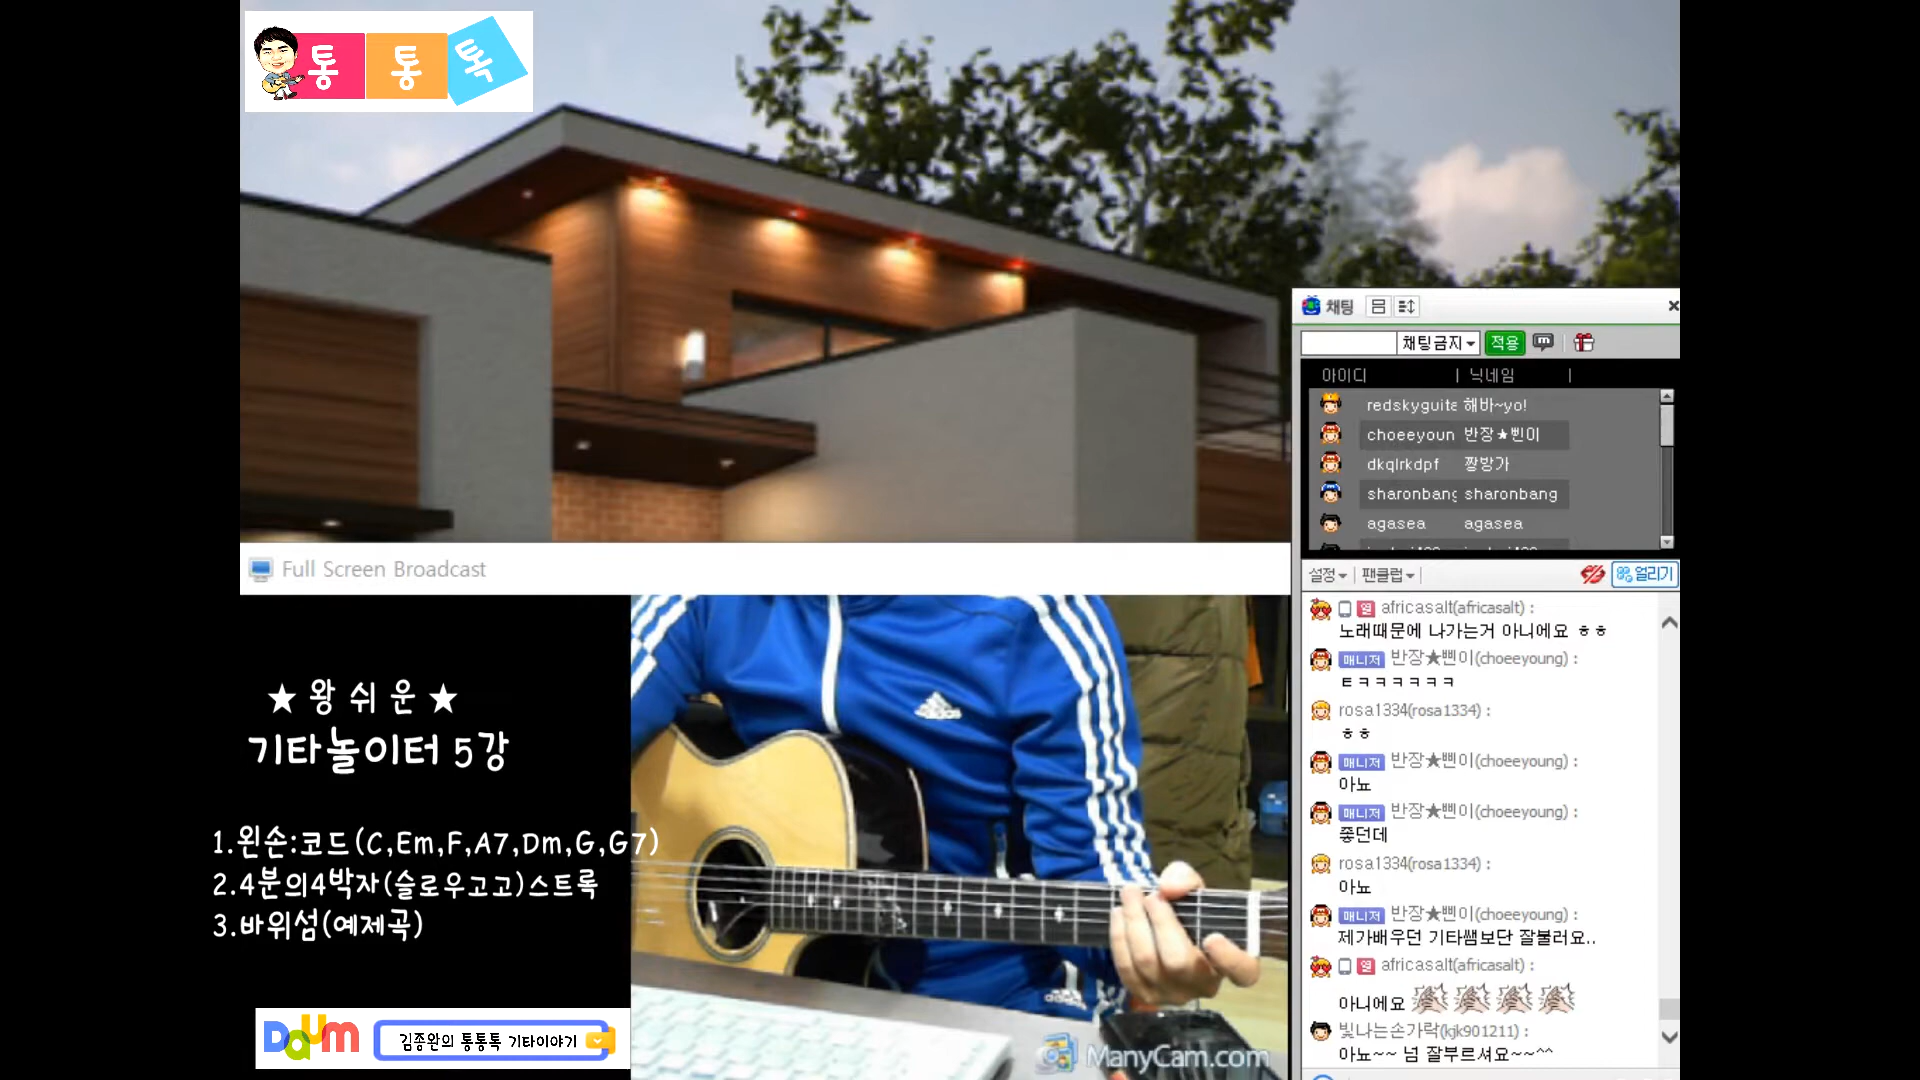 통통톡
채팅
채팅금지
적용
아이디 | 닉네임 |
redskyguita 해바~yo!
choeeyoun 반장★삔이
dkqlrkdpf 짱방가
sharonbang sharonbang
agasea agasea
Full Screen Broadcast
설정 팬클럽 얼리기
열 africasalt(africasalt) :
노래때문에 나가는거 아니에요 ㅎㅎ
매니저 반장★삔이(choeeyoung) :
ㅌㅋㅋㅋㅋㅋㅋ
rosa1334(rosa1334) :
ㅎㅎ
매니저 반장★삔이(choeeyoung) :
아뇨
매니저 반장★삔이(choeeyoung) :
좋던데
rosa1334(rosa1334) :
아뇨
매니저 반장★삔이(choeeyoung) :
제가배우던 기타쌤보단 잘불러요..
열 africasalt(africasalt) :
아니에요
빛나는손가락(kjk901211) :
아뇨~~ 넘 잘부르셔요~~^^
★왕쉬운★
기타놀이터 5강
1.왼손:코드(C,Em,F,A7,Dm,G,G7)
2.4분의4박자(슬로우고고)스트록
3.바위섬(예제곡)
Daum 김종완의 통통톡 기타이야기
adidas
ManyCam.com